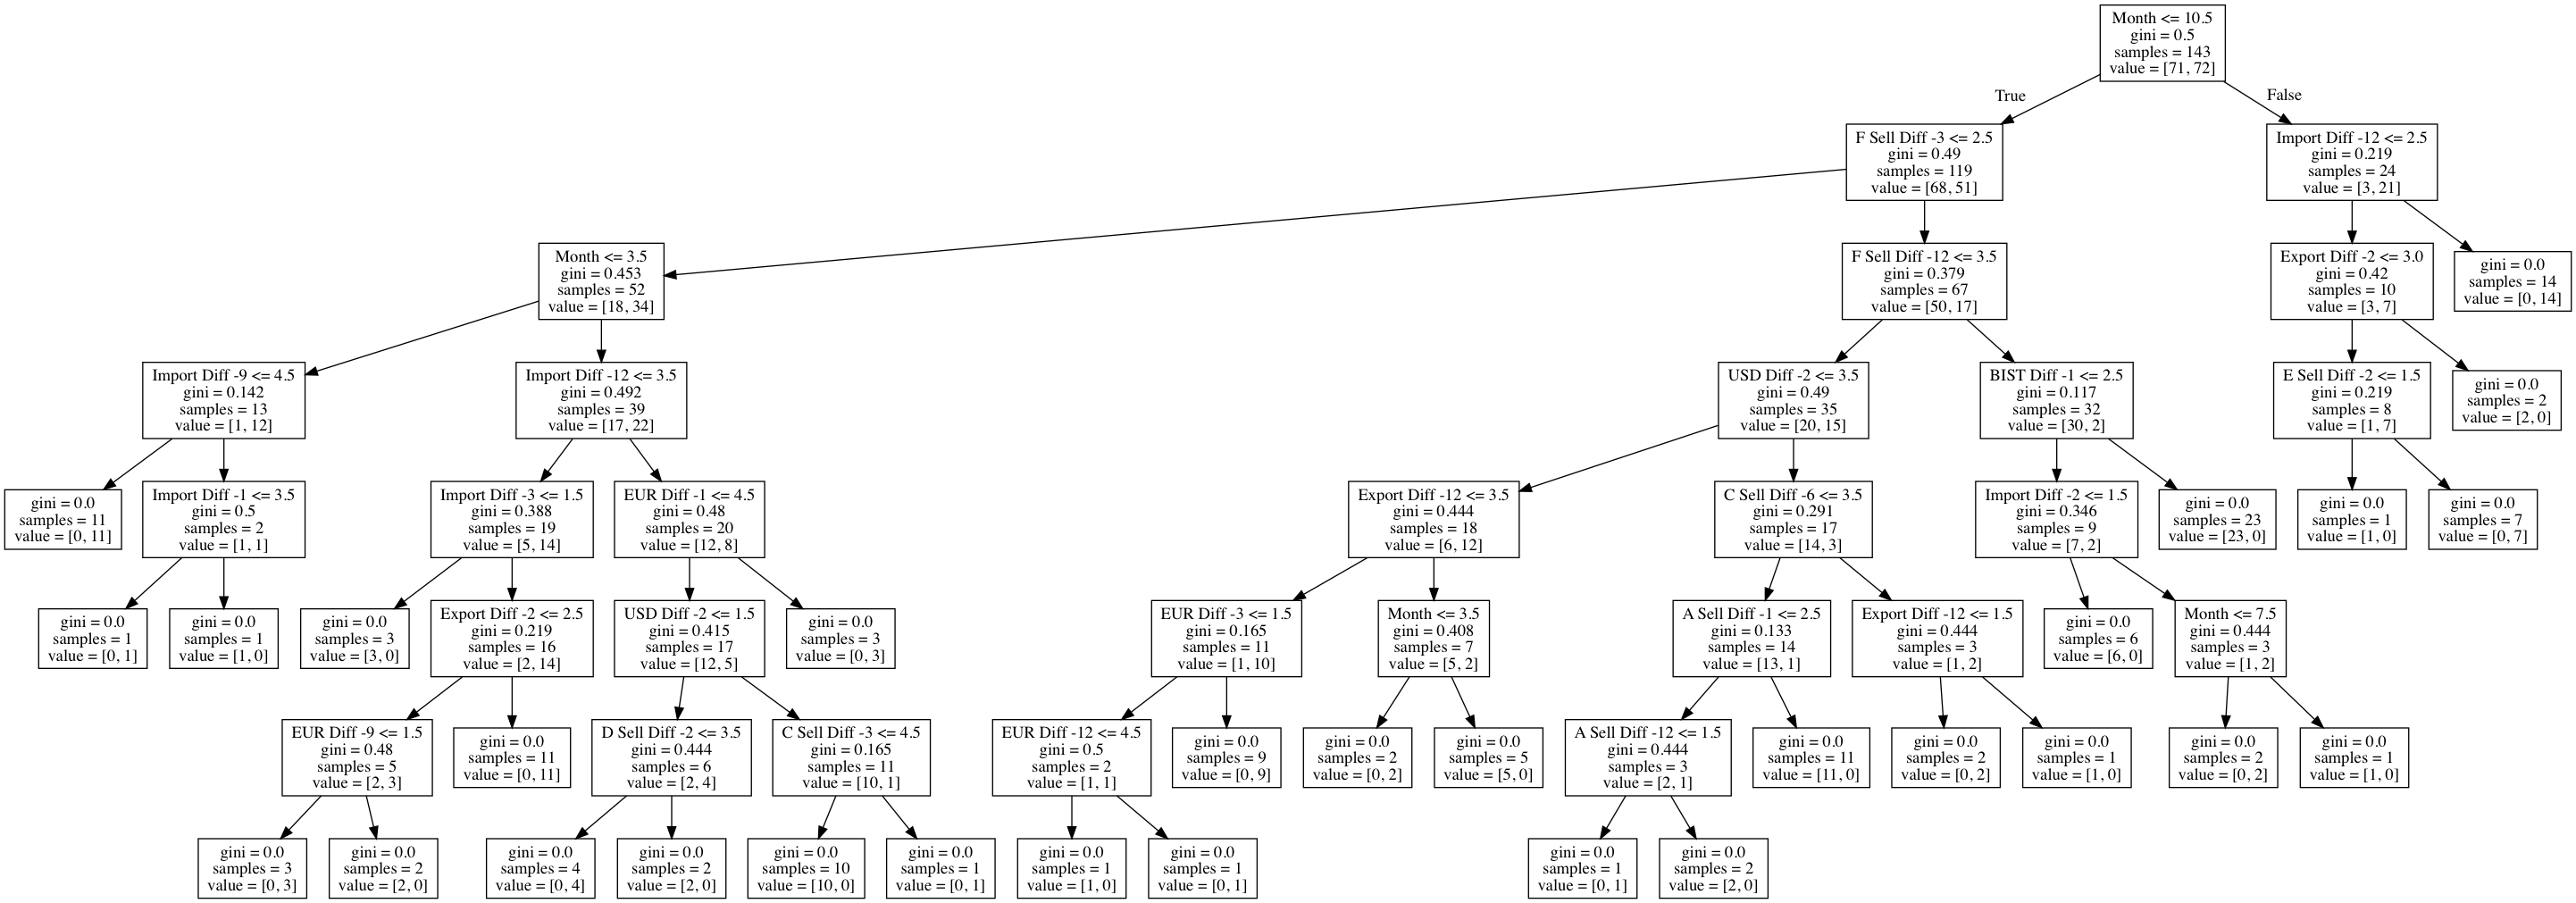 Month <= 10.5
gini = 0.5
samples = 143
value = [71, 72]
True
False
F Sell Diff -3 <= 2.5
gini = 0.49
samples = 119
value = [68, 51]
Import Diff -12 <= 2.5
gini = 0.219
samples = 24
value = [3, 21]
Month <= 3.5
gini = 0.453
samples = 52
value = [18, 34]
F Sell Diff -12 <= 3.5
gini = 0.379
samples = 67
value = [50, 17]
Export Diff -2 <= 3.0
gini = 0.42
samples = 10
value = [3, 7]
gini = 0.0
samples = 14
value = [0, 14]
Import Diff -9 <= 4.5
gini = 0.142
samples = 13
value = [1, 12]
Import Diff -12 <= 3.5
gini = 0.492
samples = 39
value = [17, 22]
USD Diff -2 <= 3.5
gini = 0.49
samples = 35
value = [20, 15]
BIST Diff -1 <= 2.5
gini = 0.117
samples = 32
value = [30, 2]
E Sell Diff -2 <= 1.5
gini = 0.219
samples = 8
value = [1, 7]
gini = 0.0
samples = 2
value = [2, 0]
gini = 0.0
samples = 11
value = [0, 11]
Import Diff -1 <= 3.5
gini = 0.5
samples = 2
value = [1, 1]
Import Diff -3 <= 1.5
gini = 0.388
samples = 19
value = [5, 14]
EUR Diff -1 <= 4.5
gini = 0.48
samples = 20
value = [12, 8]
Export Diff -12 <= 3.5
gini = 0.444
samples = 18
value = [6, 12]
C Sell Diff -6 <= 3.5
gini = 0.291
samples = 17
value = [14, 3]
Import Diff -2 <= 1.5
gini = 0.346
samples = 9
value = [7, 2]
gini = 0.0
samples = 23
value = [23, 0]
gini = 0.0
samples = 1
value = [1, 0]
gini = 0.0
samples = 7
value = [0, 7]
gini = 0.0
samples = 1
value = [0, 1]
gini = 0.0
samples = 1
value = [1, 0]
gini = 0.0
samples = 3
value = [3, 0]
Export Diff -2 <= 2.5
gini = 0.219
samples = 16
value = [2, 14]
USD Diff -2 <= 1.5
gini = 0.415
samples = 17
value = [12, 5]
gini = 0.0
samples = 3
value = [0, 3]
EUR Diff -3 <= 1.5
gini = 0.165
samples = 11
value = [1, 10]
Month <= 3.5
gini = 0.408
samples = 7
value = [5, 2]
A Sell Diff -1 <= 2.5
gini = 0.133
samples = 14
value = [13, 1]
Export Diff -12 <= 1.5
gini = 0.444
samples = 3
value = [1, 2]
gini = 0.0
samples = 6
value = [6, 0]
Month <= 7.5
gini = 0.444
samples = 3
value = [1, 2]
EUR Diff -9 <= 1.5
gini = 0.48
samples = 5
value = [2, 3]
gini = 0.0
samples = 11
value = [0, 11]
D Sell Diff -2 <= 3.5
gini = 0.444
samples = 6
value = [2, 4]
C Sell Diff -3 <= 4.5
gini = 0.165
samples = 11
value = [10, 1]
EUR Diff -12 <= 4.5
gini = 0.5
samples = 2
value = [1, 1]
gini = 0.0
samples = 9
value = [0, 9]
gini = 0.0
samples = 2
value = [0, 2]
gini = 0.0
samples = 5
value = [5, 0]
A Sell Diff -12 <= 1.5
gini = 0.444
samples = 3
value = [2, 1]
gini = 0.0
samples = 11
value = [11, 0]
gini = 0.0
samples = 2
value = [0, 2]
gini = 0.0
samples = 1
value = [1, 0]
gini = 0.0
samples = 2
value = [0, 2]
gini = 0.0
samples = 1
value = [1, 0]
gini = 0.0
samples = 3
value = [0, 3]
gini = 0.0
samples = 2
value = [2, 0]
gini = 0.0
samples = 4
value = [0, 4]
gini = 0.0
samples = 2
value = [2, 0]
gini = 0.0
samples = 10
value = [10, 0]
gini = 0.0
samples = 1
value = [0, 1]
gini = 0.0
samples = 1
value = [1, 0]
gini = 0.0
samples = 1
value = [0, 1]
gini = 0.0
samples = 1
value = [0, 1]
gini = 0.0
samples = 2
value = [2, 0]